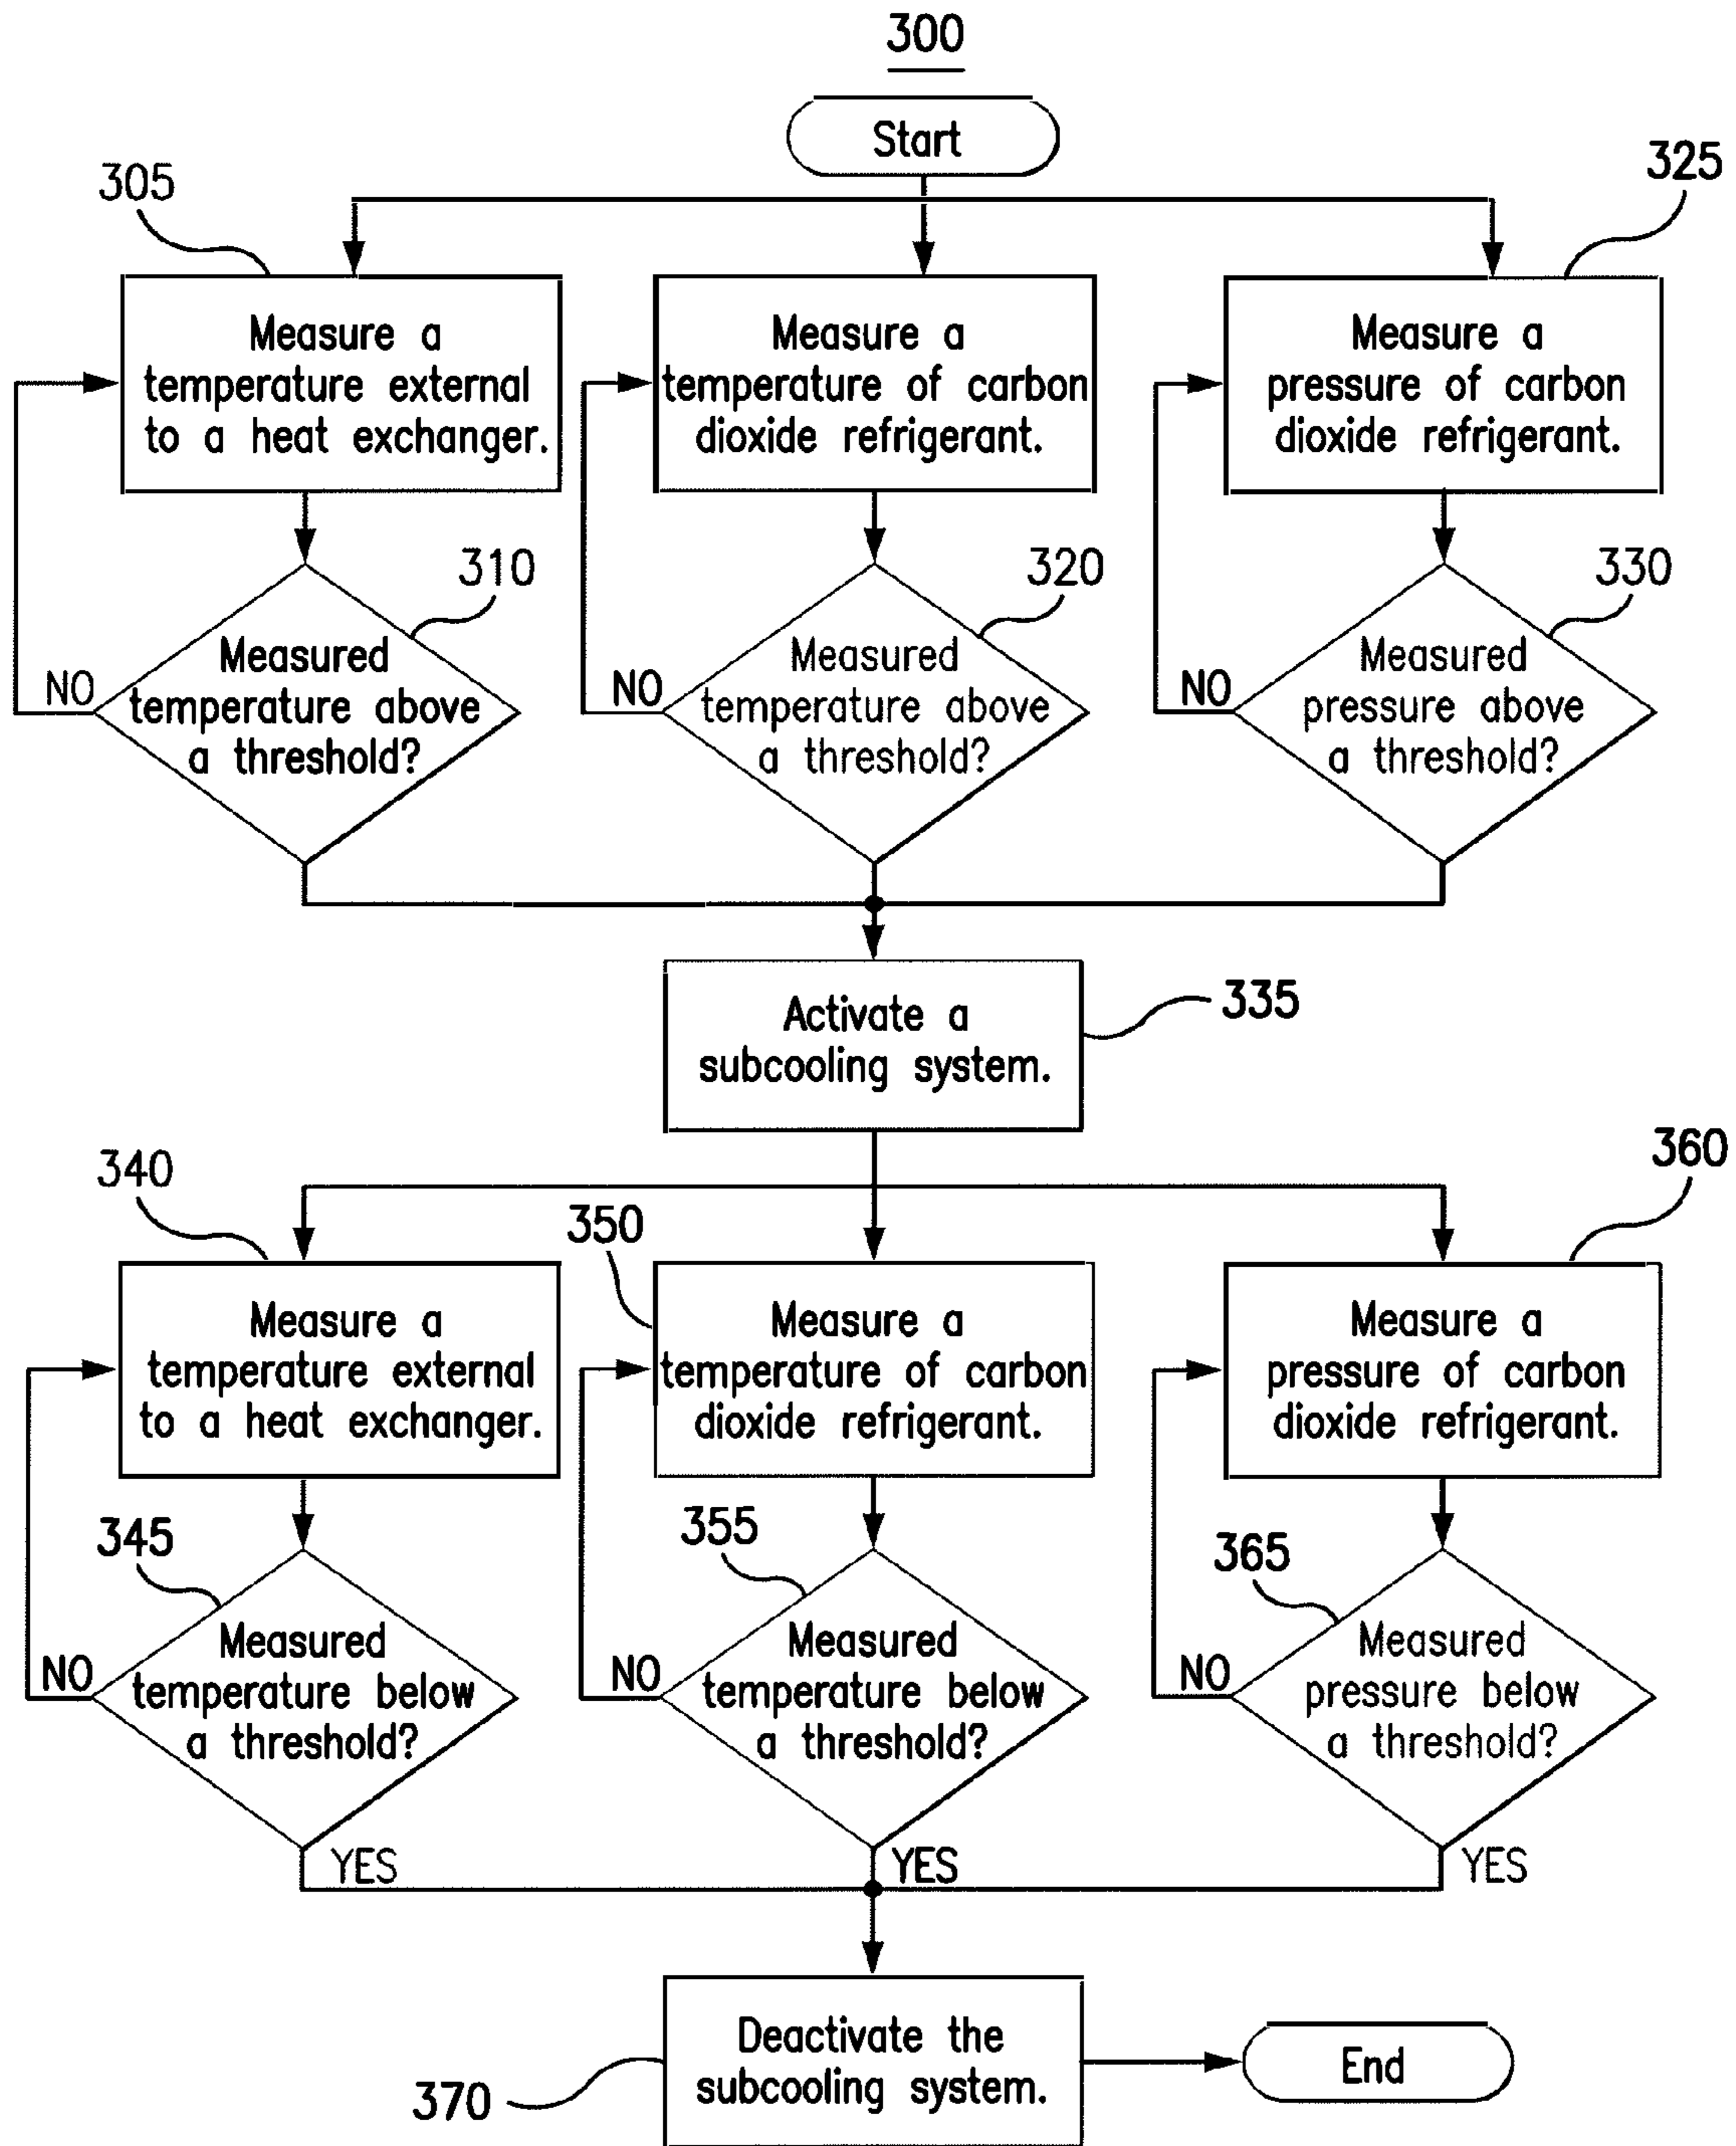 300
Start
305
325
Measure a
temperature external
to a heat exchanger.
Measure a
temperature of carbon
dioxide refrigerant.
Measure a
pressure of carbon
dioxide refrigerant.
310
320
330
NO
Measured
temperature above
a threshold?
NO
Measured
temperature above
a threshold?
NO
Measured
pressure above
a threshold?
Activate a
subcooling system.
335
340
350
360
Measure a
temperature external
to a heat exchanger.
Measure a
temperature of carbon
dioxide refrigerant.
Measure a
pressure of carbon
dioxide refrigerant.
345
355
365
NO
Measured
temperature below
a threshold?
NO
Measured
temperature below
a threshold?
NO
Measured
pressure below
a threshold?
YES
YES
YES
Deactivate the
subcooling system.
370
End